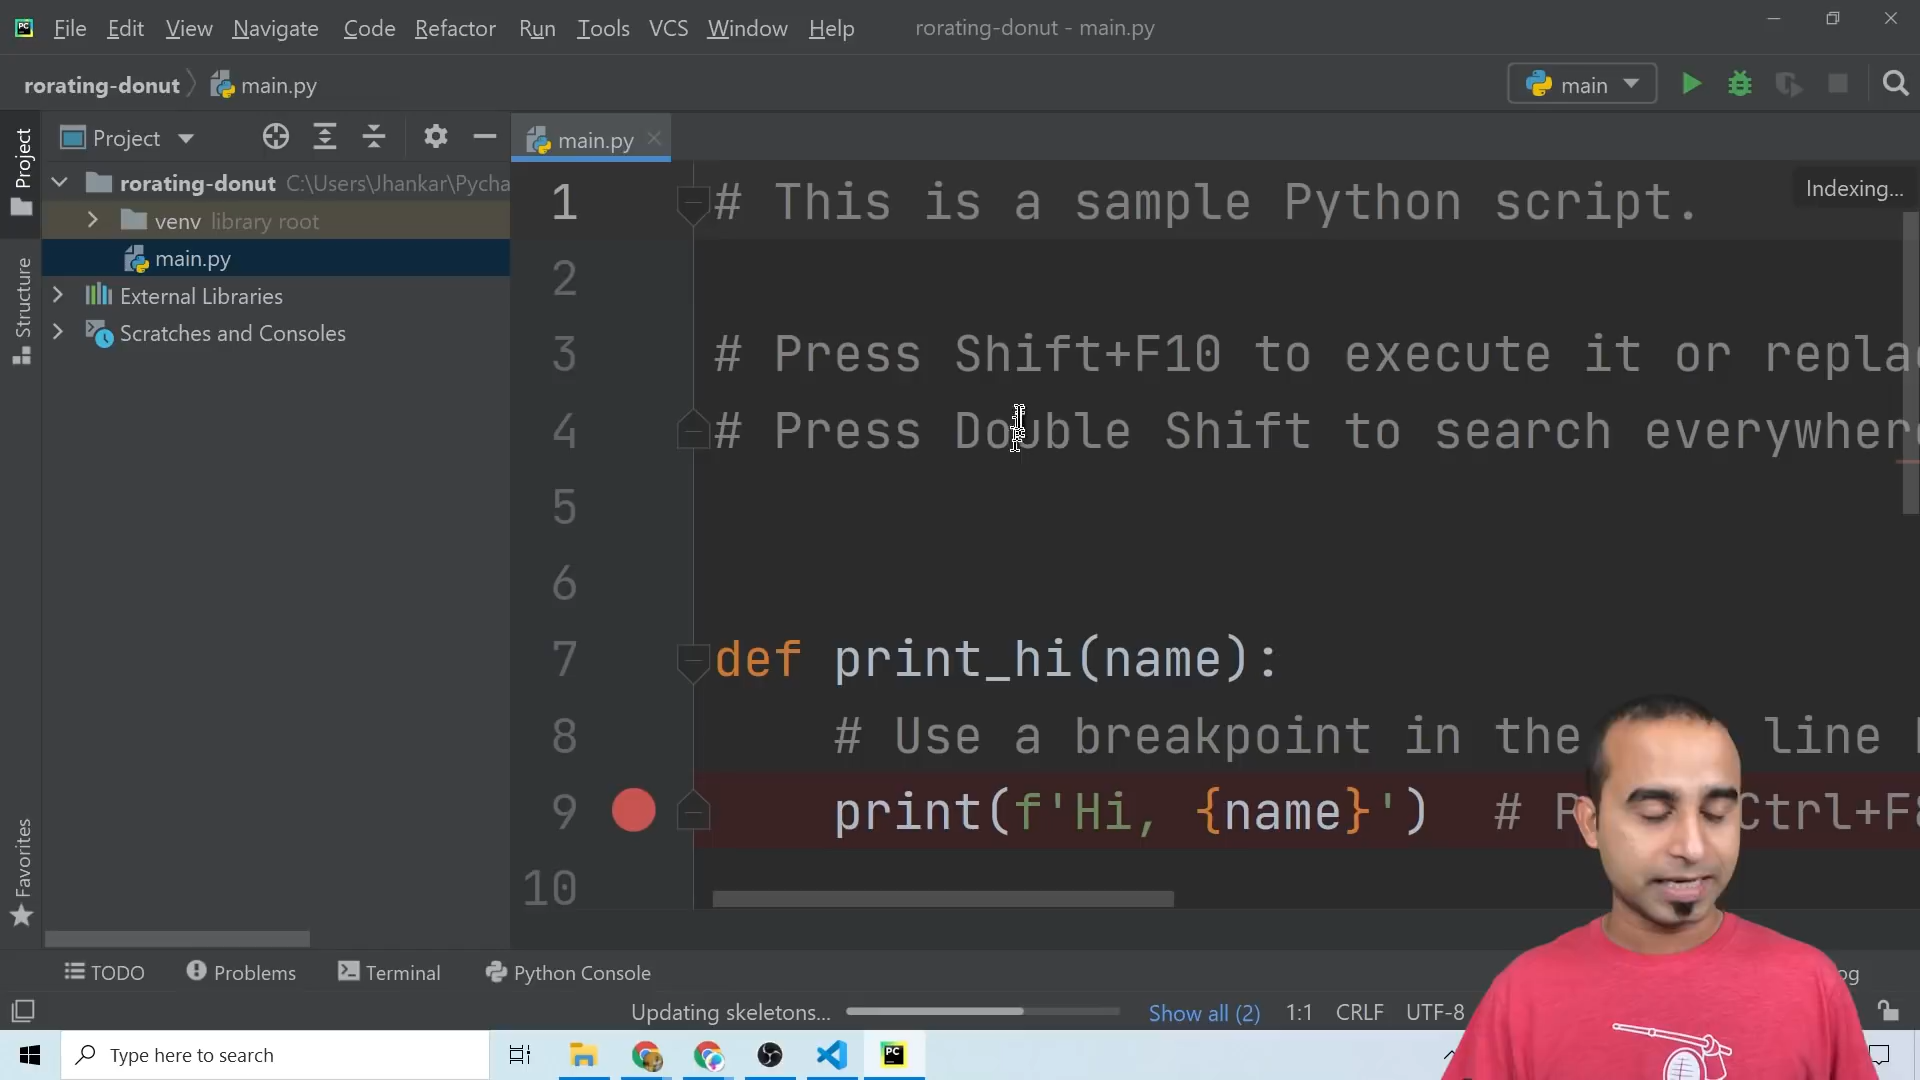 File Edit View Navigate Code Refactor Run Tools VCS Window Help rorating-donut - main.py
rorating-donut main.py main
Project
main.py
rorating-donut C:\Users\Jhankar\Pycha
venv library root
main.py
External Libraries
Scratches and Consoles
Project
Structure
Favorites
1 # This is a sample Python script.
Indexing...
2
3 # Press Shift+F10 to execute it or repla
4 # Press Double Shift to search everywher
5
6
7 def print_hi(name):
8 # Use a breakpoint in the line
9 print(f'Hi, {name}') # Ctrl+F8
10
TODO Problems Terminal Python Console og
Updating skeletons... Show all (2) 1:1 CRLF UTF-8
Type here to search
PC